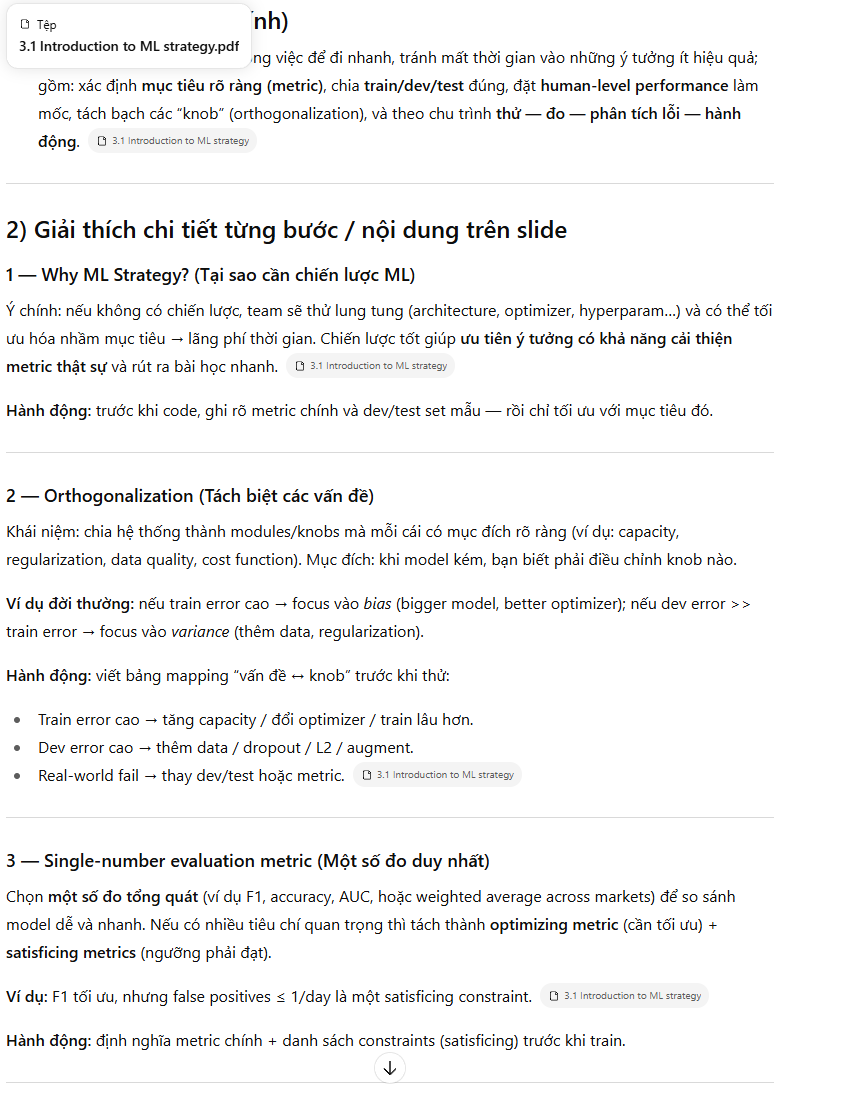 Tệp
3.1 Introduction to ML strategy.pdf
ính)
việc để đi nhanh, tránh mất thời gian vào những ý tưởng ít hiệu quả;
gồm: xác định mục tiêu rõ ràng (metric), chia train/dev/test đúng, đặt human-level performance làm
mốc, tách bạch các “knob” (orthogonalization), và theo chu trình thử — đo — phân tích lỗi — hành
động. 3.1 Introduction to ML strategy
2) Giải thích chi tiết từng bước / nội dung trên slide
1 — Why ML Strategy? (Tại sao cần chiến lược ML)
Ý chính: nếu không có chiến lược, team sẽ thử lung tung (architecture, optimizer, hyperparam…) và có thể tối
ưu hóa nhầm mục tiêu → lãng phí thời gian. Chiến lược tốt giúp ưu tiên ý tưởng có khả năng cải thiện
metric thật sự và rút ra bài học nhanh. 3.1 Introduction to ML strategy
Hành động: trước khi code, ghi rõ metric chính và dev/test set mẫu — rồi chỉ tối ưu với mục tiêu đó.
2 — Orthogonalization (Tách biệt các vấn đề)
Khái niệm: chia hệ thống thành modules/knobs mà mỗi cái có mục đích rõ ràng (ví dụ: capacity,
regularization, data quality, cost function). Mục đích: khi model kém, bạn biết phải điều chỉnh knob nào.
Ví dụ đời thường: nếu train error cao → focus vào bias (bigger model, better optimizer); nếu dev error >>
train error → focus vào variance (thêm data, regularization).
Hành động: viết bảng mapping “vấn đề ↔ knob” trước khi thử:
• Train error cao → tăng capacity / đổi optimizer / train lâu hơn.
• Dev error cao → thêm data / dropout / L2 / augment.
• Real-world fail → thay dev/test hoặc metric. 3.1 Introduction to ML strategy
3 — Single-number evaluation metric (Một số đo duy nhất)
Chọn một số đo tổng quát (ví dụ F1, accuracy, AUC, hoặc weighted average across markets) để so sánh
model dễ và nhanh. Nếu có nhiều tiêu chí quan trọng thì tách thành optimizing metric (cần tối ưu) +
satisficing metrics (ngưỡng phải đạt).
Ví dụ: F1 tối ưu, nhưng false positives ≤ 1/day là một satisficing constraint. 3.1 Introduction to ML strategy
Hành động: định nghĩa metric chính + danh sách constraints (satisficing) trước khi train.